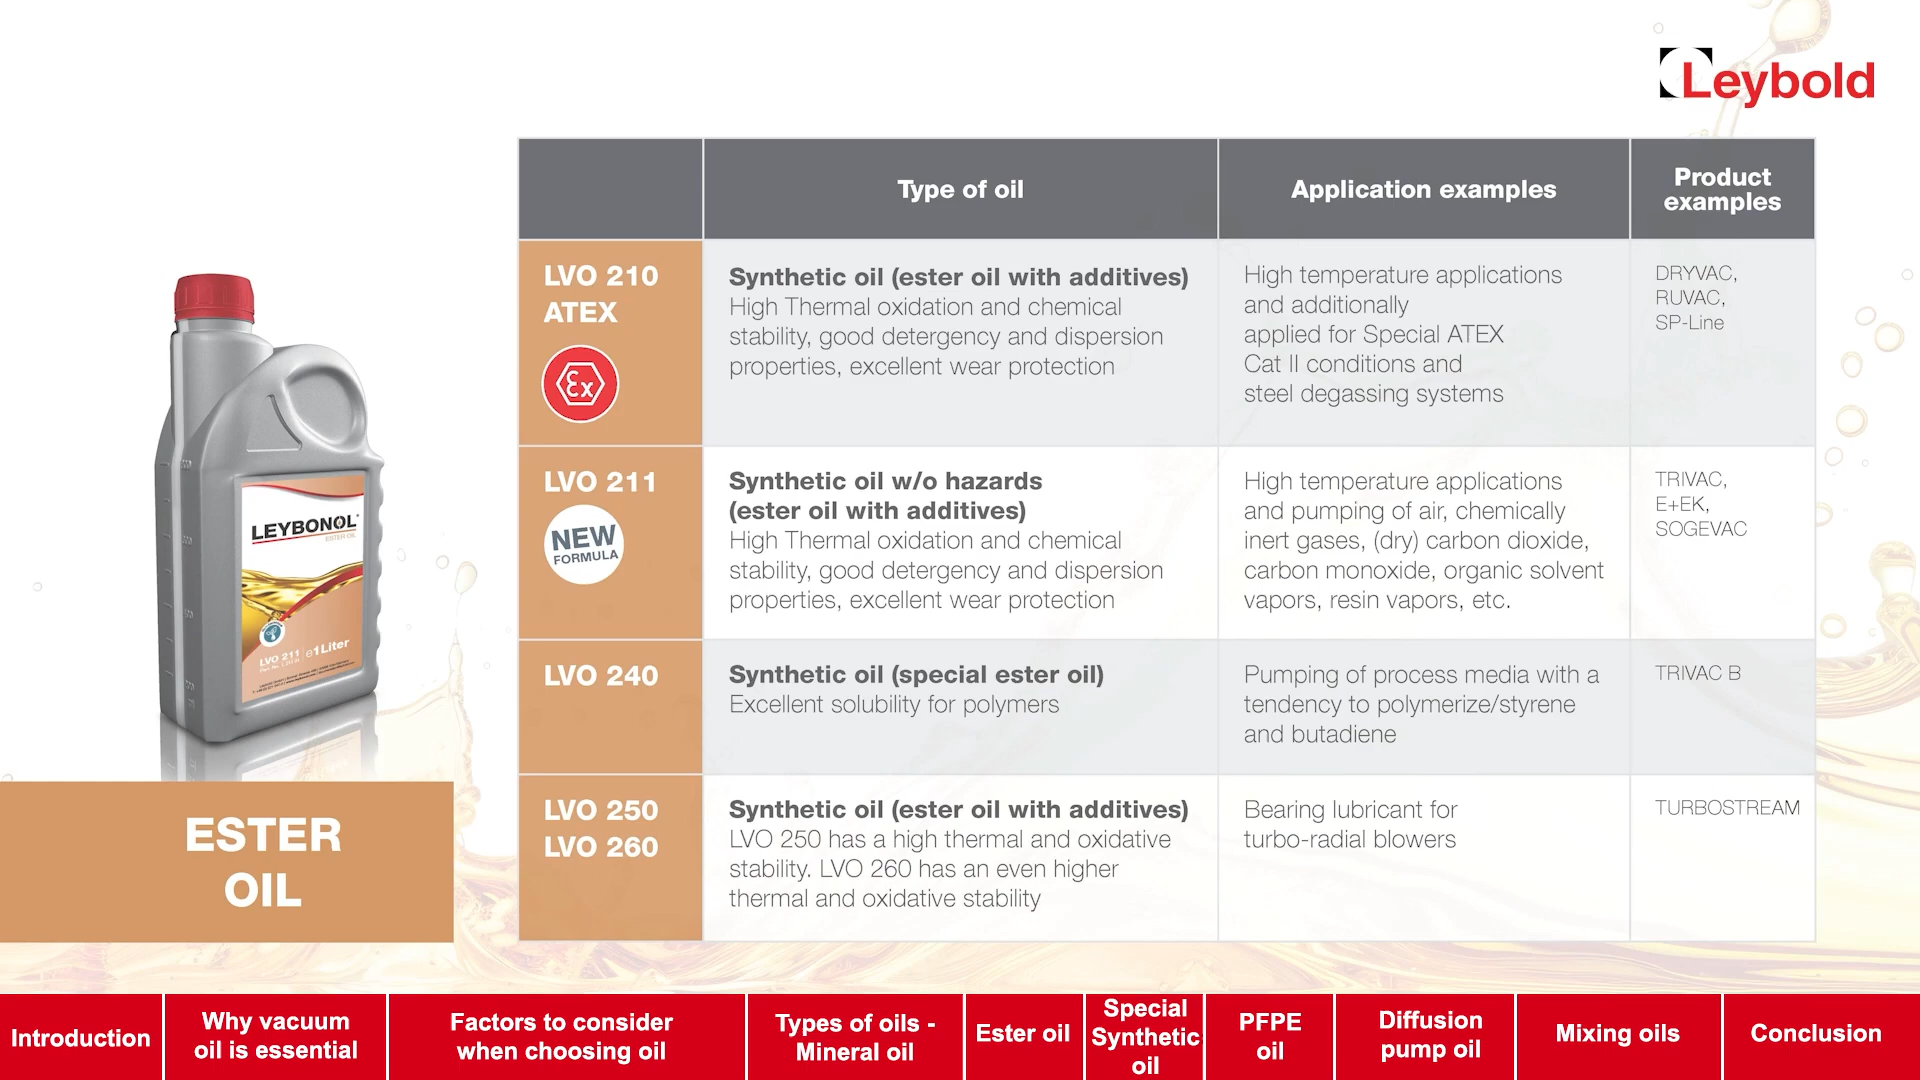 Leybold
Type of oil
Application examples
Product
examples
LVO 210
ATEX
Ex
Synthetic oil (ester oil with additives)
High Thermal oxidation and chemical
stability, good detergency and dispersion
properties, excellent wear protection
High temperature applications
and additionally
applied for Special ATEX
Cat II conditions and
steel degassing systems
DRYVAC,
RUVAC,
SP-Line
LVO 211
NEW
FORMULA
Synthetic oil w/o hazards
(ester oil with additives)
High Thermal oxidation and chemical
stability, good detergency and dispersion
properties, excellent wear protection
High temperature applications
and pumping of air, chemically
inert gases, (dry) carbon dioxide,
carbon monoxide, organic solvent
vapors, resin vapors, etc.
TRIVAC,
E+EK,
SOGEVAC
LVO 240
Synthetic oil (special ester oil)
Excellent solubility for polymers
Pumping of process media with a
tendency to polymerize/styrene
and butadiene
TRIVAC B
LVO 250
LVO 260
Synthetic oil (ester oil with additives)
LVO 250 has a high thermal and oxidative
stability. LVO 260 has an even higher
thermal and oxidative stability
Bearing lubricant for
turbo-radial blowers
TURBOSTREAM
LEYBONOL
ESTER OIL
LVO 211
e1Liter
ESTER
OIL
Introduction
Why vacuum
oil is essential
Factors to consider
when choosing oil
Types of oils -
Mineral oil
Ester oil
Special
Synthetic
oil
PFPE
oil
Diffusion
pump oil
Mixing oils
Conclusion